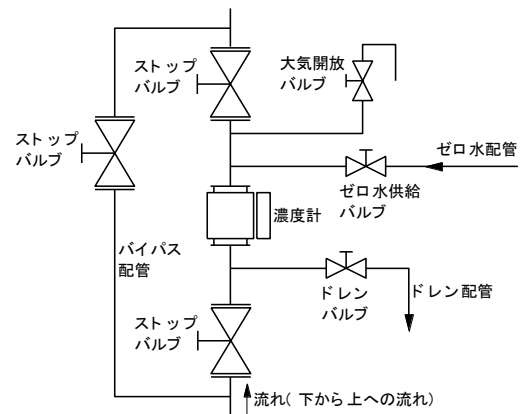 ストップ
バルブ
大気開放
バルブ
ストップ
バルブ
ゼロ水配管
ゼロ水供給
バルブ
濃度計
バイパス
配管
ドレン
バルブ
ドレン配管
ストップ
バルブ
流れ(下から上への流れ)